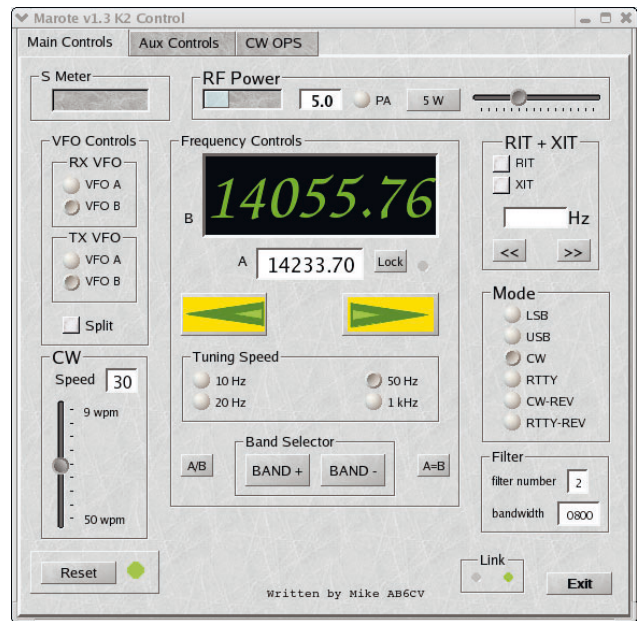 Marote v1.3 K2 Control
Main Controls Aux Controls CW OPS
S Meter
RF Power
5.0 PA 5 W
VFO Controls
RX VFO
VFO A
VFO B
TX VFO
VFO A
VFO B
Split
Frequency Controls
B 14055.76
A 14233.70 Lock
Tuning Speed
10 Hz 50 Hz
20 Hz 1 kHz
Band Selector
A/B BAND + BAND - A=B
RIT + XIT
RIT
XIT
Hz
<< >>
Mode
LSB
USB
CW
RTTY
CW-REV
RTTY-REV
CW
Speed 30
9 wpm
50 wpm
Filter
filter number 2
bandwidth 0800
Reset
Written by Mike AB6CV
Link
Exit